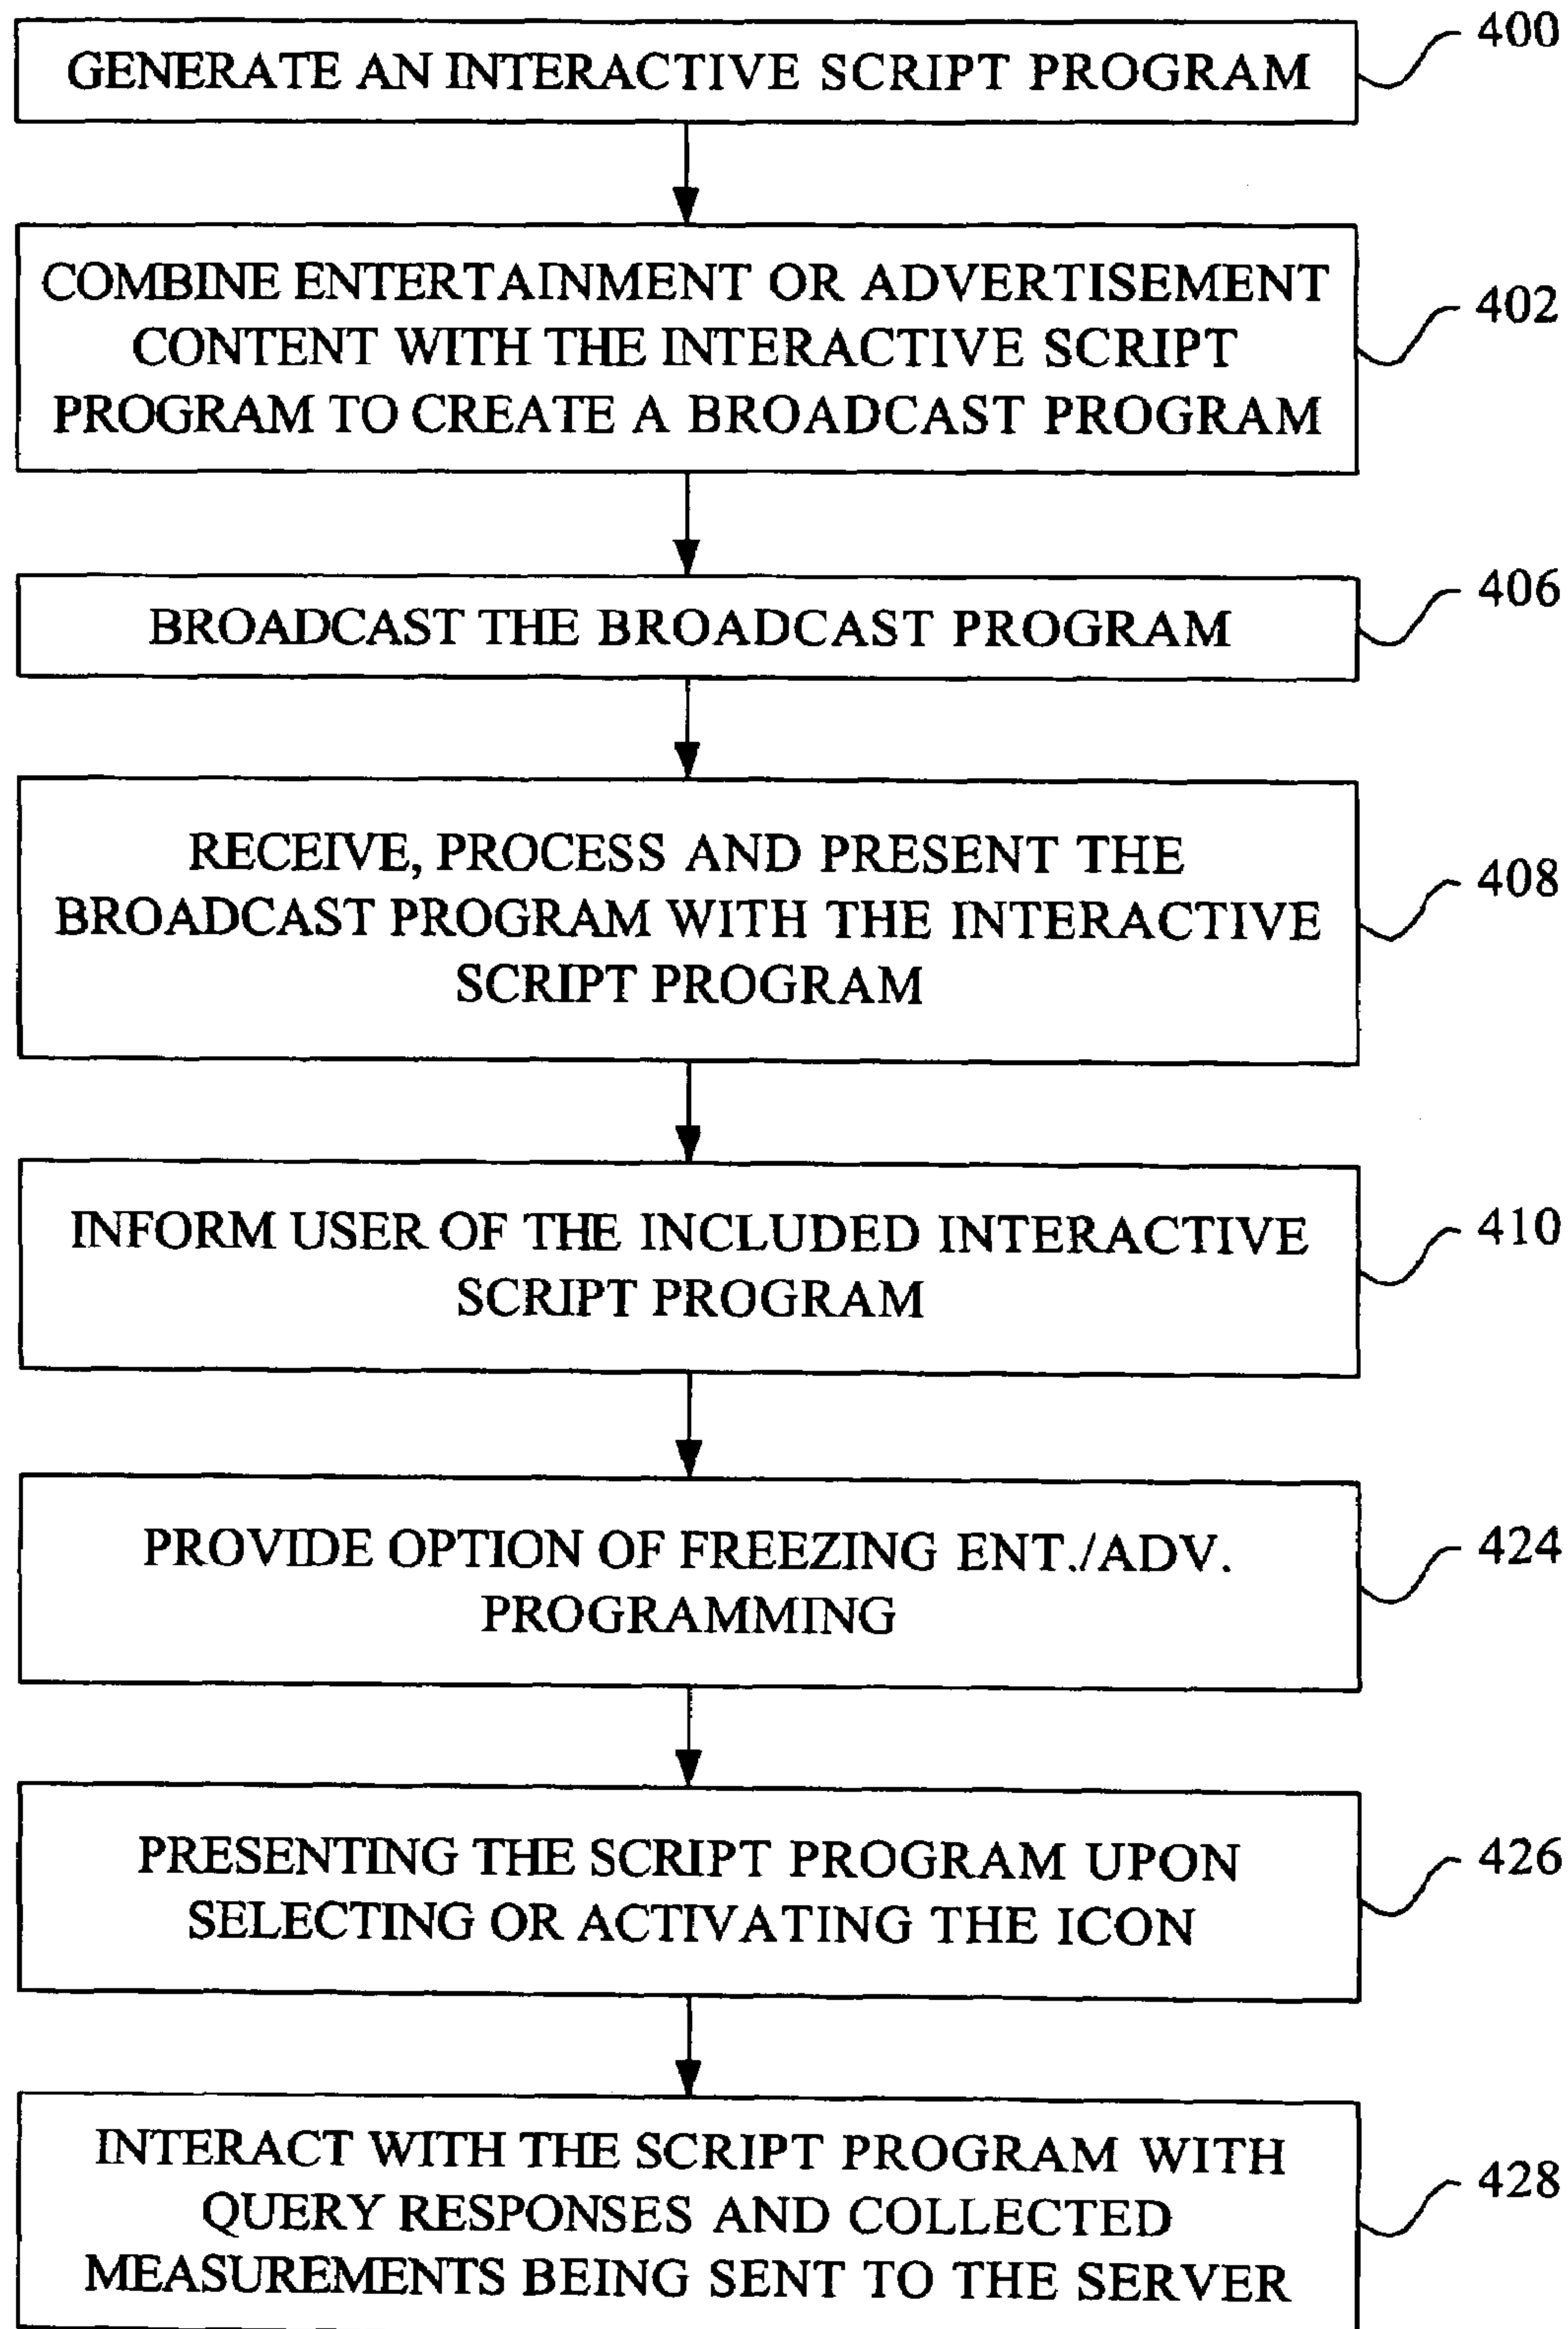 GENERATE AN INTERACTIVE SCRIPT PROGRAM
400
COMBINE ENTERTAINMENT OR ADVERTISEMENT
CONTENT WITH THE INTERACTIVE SCRIPT
PROGRAM TO CREATE A BROADCAST PROGRAM
402
BROADCAST THE BROADCAST PROGRAM
406
RECEIVE, PROCESS AND PRESENT THE
BROADCAST PROGRAM WITH THE INTERACTIVE
SCRIPT PROGRAM
408
INFORM USER OF THE INCLUDED INTERACTIVE
SCRIPT PROGRAM
410
PROVIDE OPTION OF FREEZING ENT./ADV.
PROGRAMMING
424
PRESENTING THE SCRIPT PROGRAM UPON
SELECTING OR ACTIVATING THE ICON
426
INTERACT WITH THE SCRIPT PROGRAM WITH
QUERY RESPONSES AND COLLECTED
MEASUREMENTS BEING SENT TO THE SERVER
428